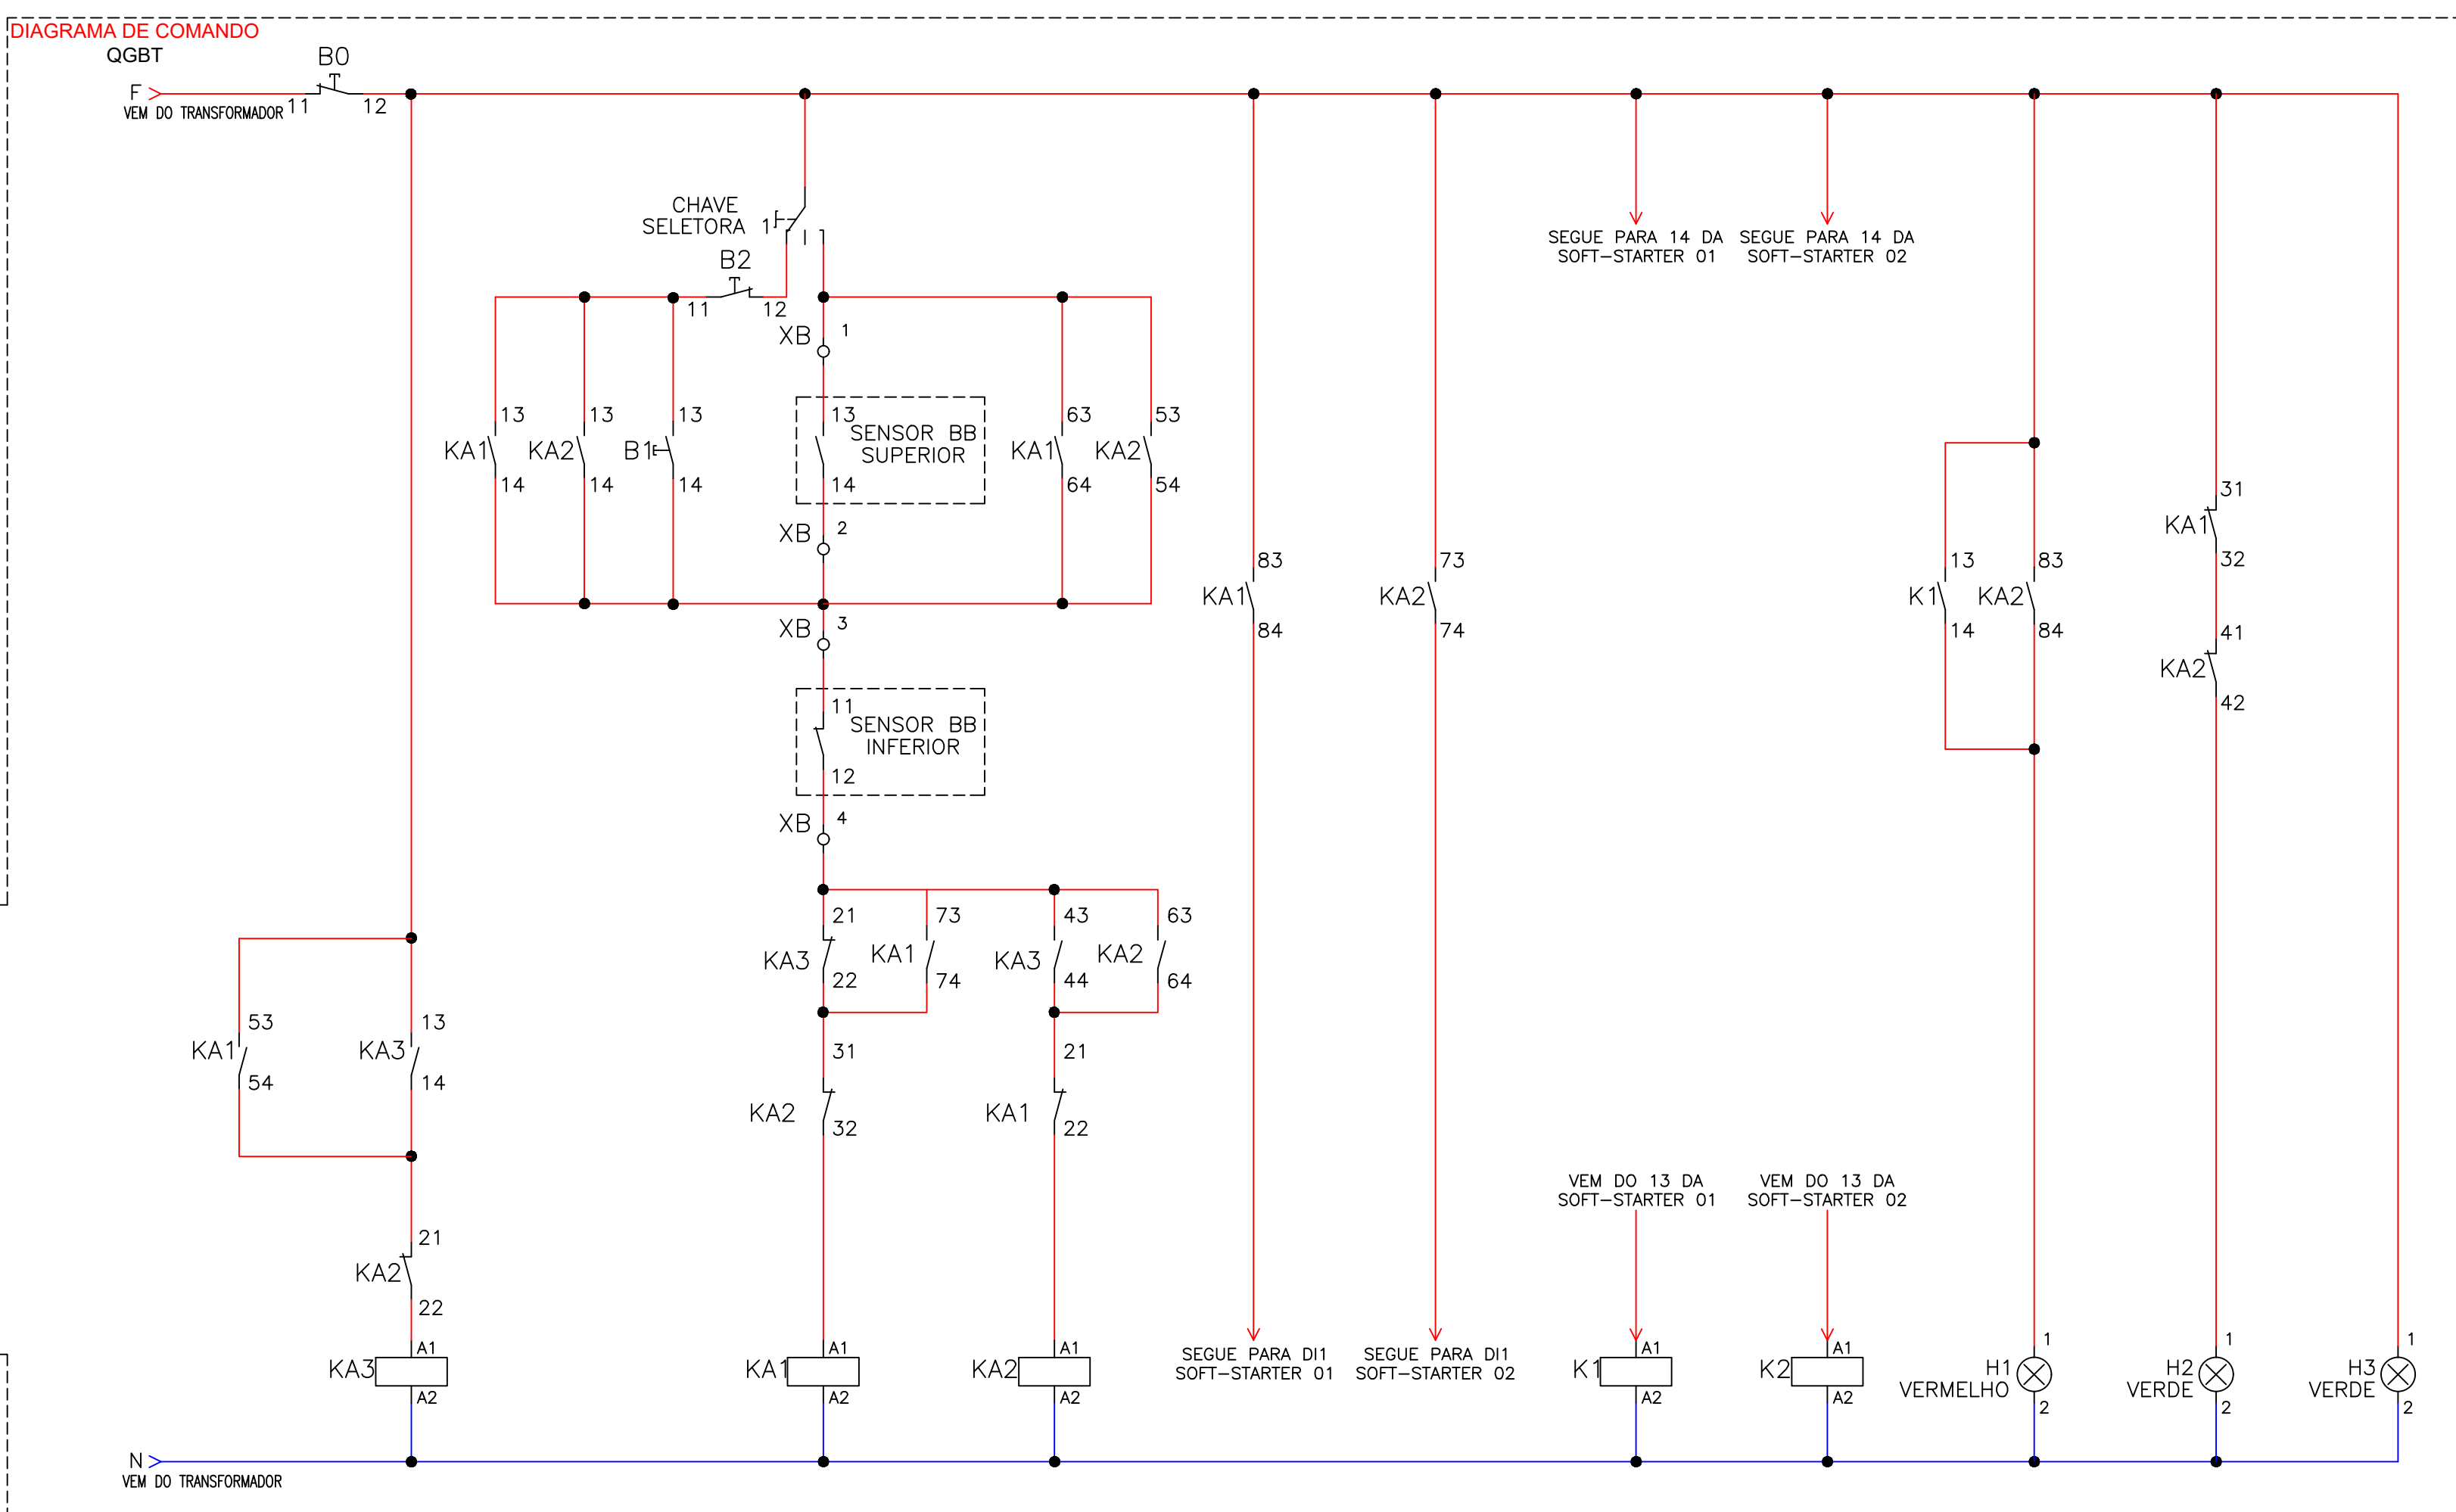 DIAGRAMA DE COMANDO
QGBT
B0
F
11
12
VEM DO TRANSFORMADOR
CHAVE
SELETORA 1
B2
11
12
SEGUE PARA 14 DA
SOFT-STARTER 01
SEGUE PARA 14 DA
SOFT-STARTER 02
XB 1
13
KA1
14
13
KA2
14
13
B1
14
13
SENSOR BB
SUPERIOR
14
63
KA1
64
53
KA2
54
XB 2
XB 3
83
KA1
84
73
KA2
74
13
K1
14
83
KA2
84
31
KA1
32
41
KA2
42
11
SENSOR BB
INFERIOR
12
XB 4
21
KA3
22
73
KA1
74
43
KA3
44
63
KA2
64
53
KA1
54
13
KA3
14
31
KA2
32
21
KA1
22
21
KA2
22
VEM DO 13 DA
SOFT-STARTER 01
VEM DO 13 DA
SOFT-STARTER 02
A1
KA3
A2
A1
KA1
A2
A1
KA2
A2
SEGUE PARA DI1
SOFT-STARTER 01
SEGUE PARA DI1
SOFT-STARTER 02
A1
K1
A2
A1
K2
A2
1
H1
VERMELHO
2
1
H2
VERDE
2
1
H3
VERDE
2
N
VEM DO TRANSFORMADOR